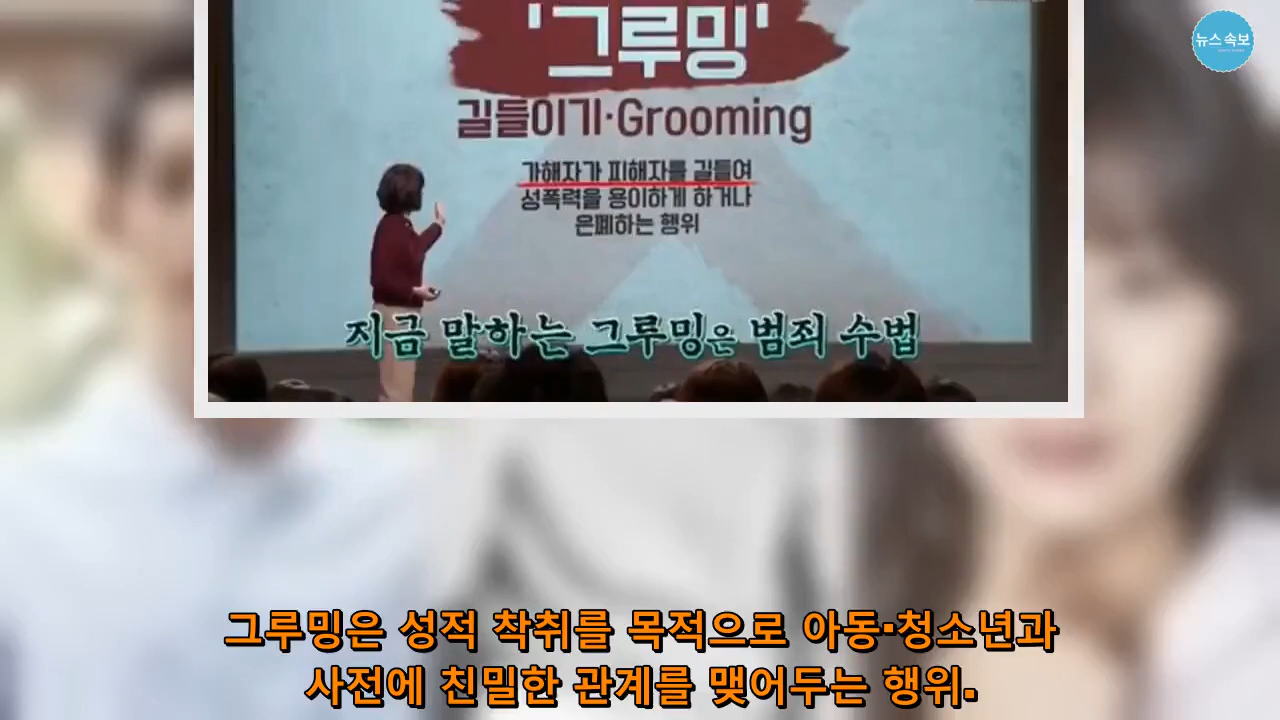 뉴스 속보
'그루밍'
길들이기·Grooming
가해자가 피해자를 길들여
성폭력을 용이하게 하거나
은폐하는 행위
지금 말하는 그루밍은 범죄 수법
그루밍은 성적 착취를 목적으로 아동·청소년과
사전에 친밀한 관계를 맺어두는 행위.